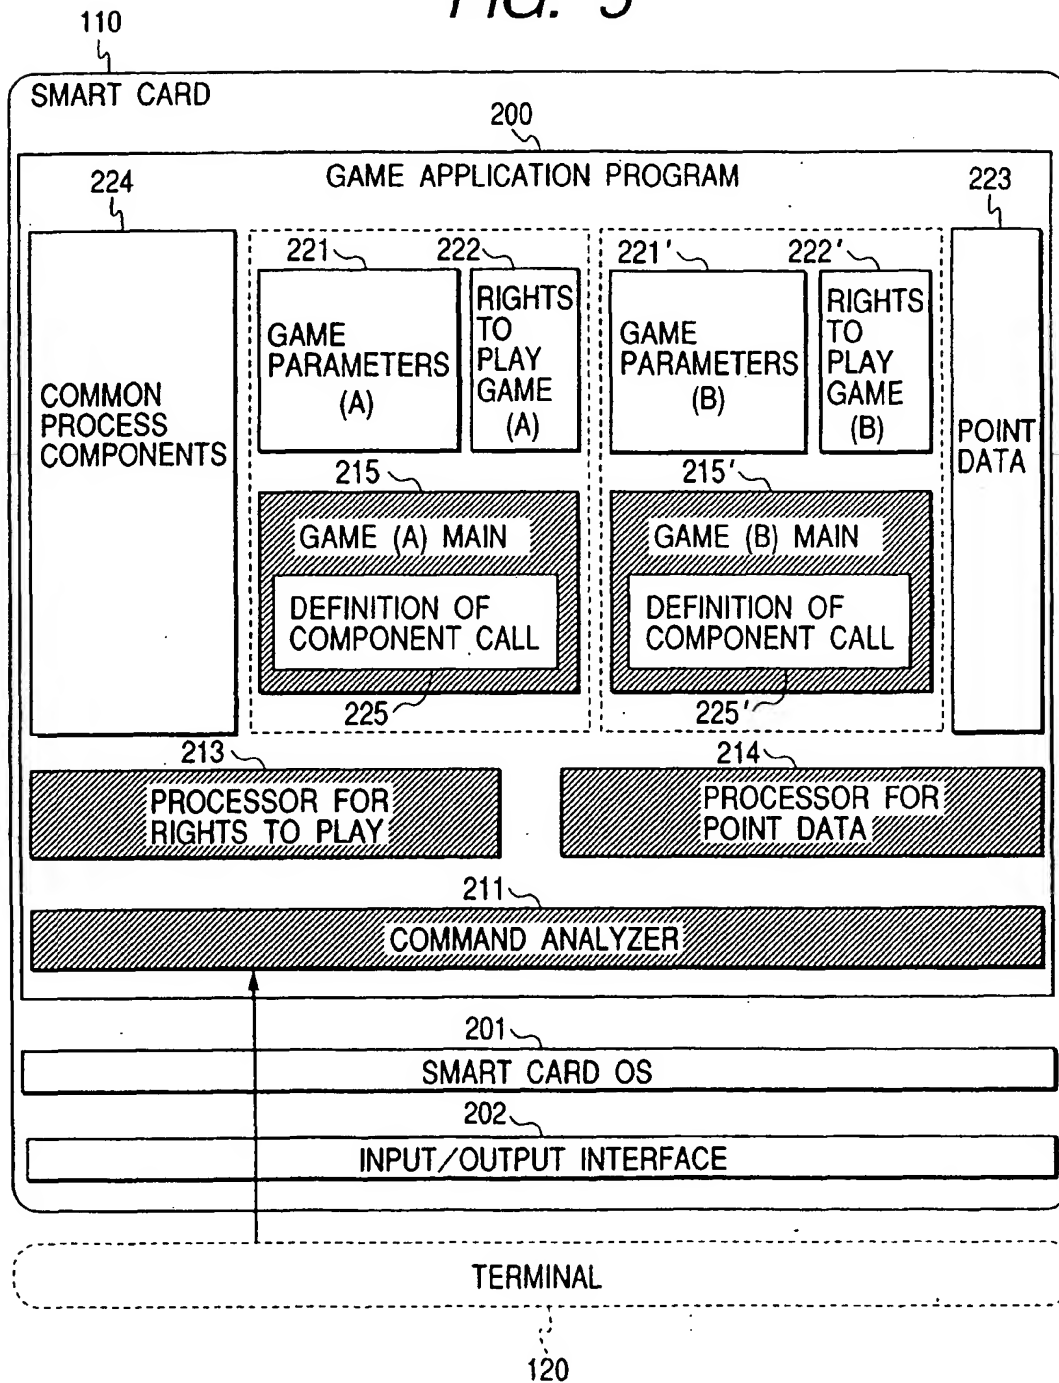 FIG. 5
110
SMART CARD
200
GAME APPLICATION PROGRAM
224
223
221
222
221'
222'
COMMON
PROCESS
COMPONENTS
GAME
PARAMETERS
(A)
RIGHTS
TO
PLAY
GAME
(A)
GAME
PARAMETERS
(B)
RIGHTS
TO
PLAY
GAME
(B)
POINT
DATA
215
215'
GAME (A) MAIN
DEFINITION OF
COMPONENT CALL
GAME (B) MAIN
DEFINITION OF
COMPONENT CALL
225
225'
213
214
PROCESSOR FOR
RIGHTS TO PLAY
PROCESSOR FOR
POINT DATA
211
COMMAND ANALYZER
201
SMART CARD OS
202
INPUT/OUTPUT INTERFACE
TERMINAL
120